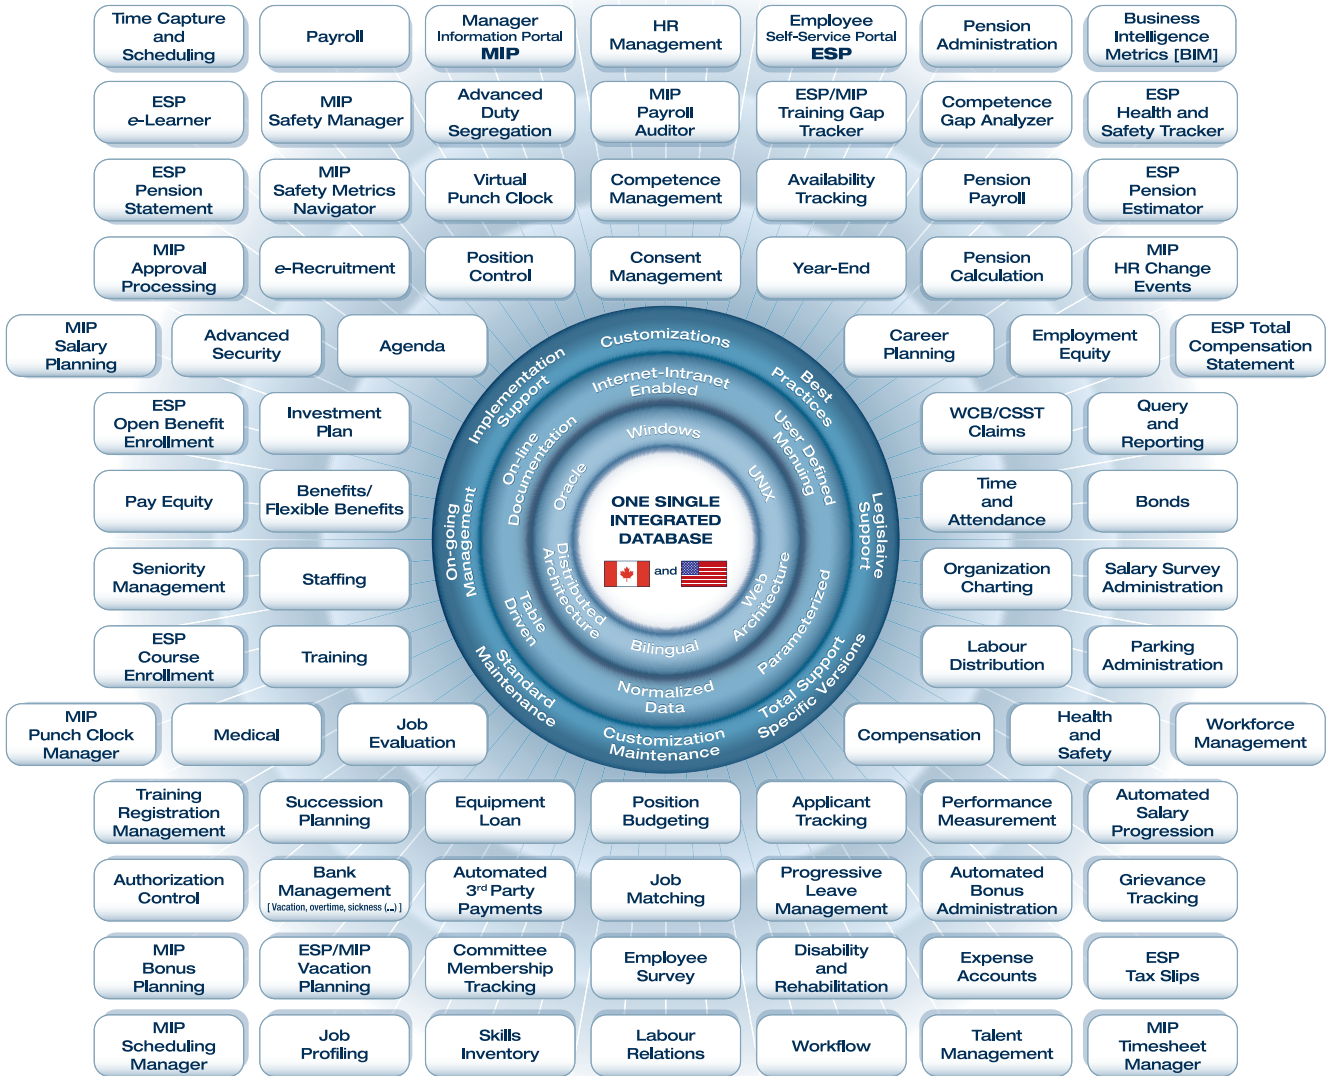 Time Capture
and
Scheduling
Payroll
Manager
Information Portal
MIP
HR
Management
Employee
Self-Service Portal
ESP
Pension
Administration
Business
Intelligence
Metrics [BIM]
ESP
e-Learner
MIP
Safety Manager
Advanced
Duty
Segregation
MIP
Payroll
Auditor
ESP/MIP
Training Gap
Tracker
Competence
Gap Analyzer
ESP
Health and
Safety Tracker
ESP
Pension
Statement
MIP
Safety Metrics
Navigator
Virtual
Punch Clock
Competence
Management
Availability
Tracking
Pension
Payroll
ESP
Pension
Estimator
MIP
Approval
Processing
e-Recruitment
Position
Control
Consent
Management
Year-End
Pension
Calculation
MIP
HR Change
Events
MIP
Salary
Planning
Advanced
Security
Agenda
Career
Planning
Employment
Equity
ESP Total
Compensation
Statement
ESP
Open Benefit
Enrollment
Investment
Plan
WCB/CSST
Claims
Query
and
Reporting
Pay Equity
Benefits/
Flexible Benefits
Time
and
Attendance
Bonds
Seniority
Management
Staffing
Organization
Charting
Salary Survey
Administration
ESP
Course
Enrollment
Training
Labour
Distribution
Parking
Administration
MIP
Punch Clock
Manager
Medical
Job
Evaluation
Compensation
Health
and
Safety
Workforce
Management
Customizations
Best
Practices
Legislaive
Support
Total Support
Specific Versions
Customization
Maintenance
Standard
Maintenance
On-going
Management
Implementation
Support
Internet-Intranet
Enabled
User Defined
Menuing
Parameterized
Normalized
Data
Table
Driven
On-line
Documentation
Windows
UNIX
Web
Architecture
Bilingual
Distributed
Architecture
Oracle
ONE SINGLE
INTEGRATED
DATABASE
and
Training
Registration
Management
Succession
Planning
Equipment
Loan
Position
Budgeting
Applicant
Tracking
Performance
Measurement
Automated
Salary
Progression
Authorization
Control
Bank
Management
[ Vacation, overtime, sickness (...) ]
Automated
3rd Party
Payments
Job
Matching
Progressive
Leave
Management
Automated
Bonus
Administration
Grievance
Tracking
MIP
Bonus
Planning
ESP/MIP
Vacation
Planning
Committee
Membership
Tracking
Employee
Survey
Disability
and
Rehabilitation
Expense
Accounts
ESP
Tax Slips
MIP
Scheduling
Manager
Job
Profiling
Skills
Inventory
Labour
Relations
Workflow
Talent
Management
MIP
Timesheet
Manager